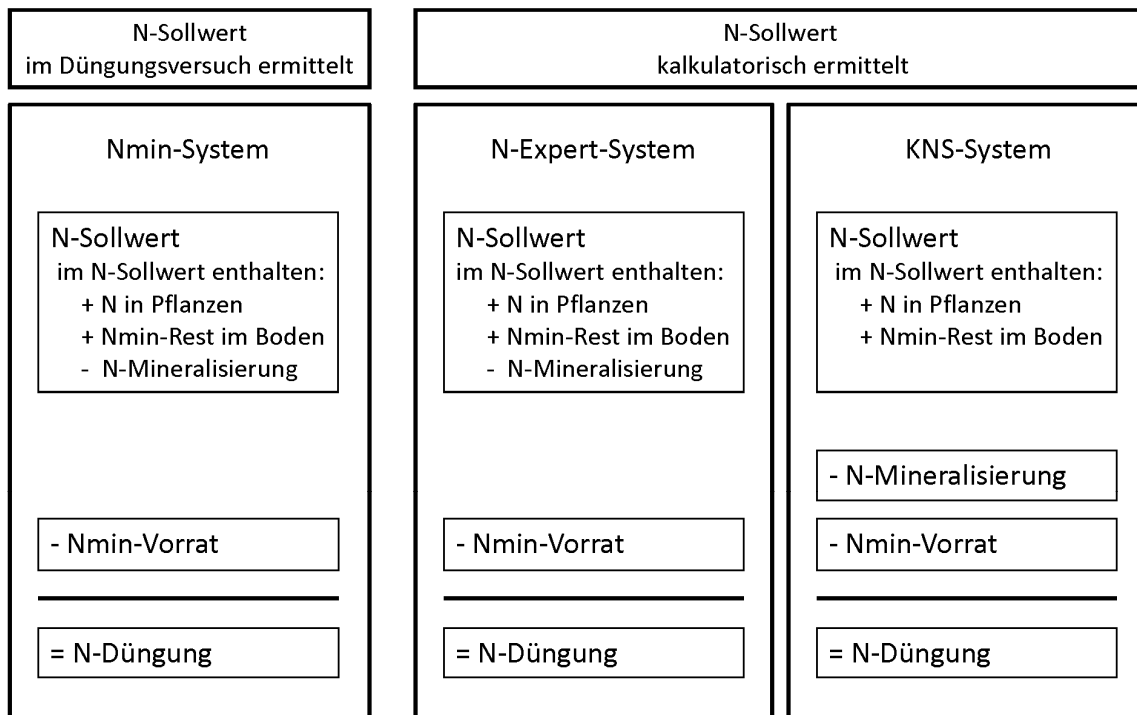 N-Sollwert
im Düngungsversuch ermittelt
N-Sollwert
kalkulatorisch ermittelt
Nmin-System
N-Sollwert
im N-Sollwert enthalten:
+ N in Pflanzen
+ Nmin-Rest im Boden
- N-Mineralisierung
- Nmin-Vorrat
= N-Düngung
N-Expert-System
N-Sollwert
im N-Sollwert enthalten:
+ N in Pflanzen
+ Nmin-Rest im Boden
- N-Mineralisierung
- Nmin-Vorrat
= N-Düngung
KNS-System
N-Sollwert
im N-Sollwert enthalten:
+ N in Pflanzen
+ Nmin-Rest im Boden
- N-Mineralisierung
- Nmin-Vorrat
= N-Düngung